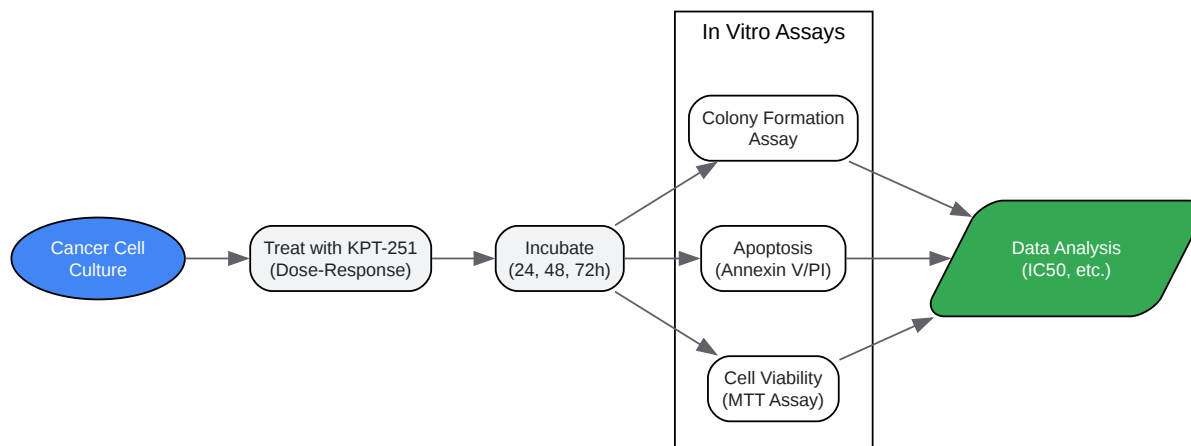 In Vitro Assays
Colony Formation
Assay
Cancer Cell
Culture
Treat with KPT-251
(Dose-Response)
Incubate
(24, 48, 72h)
Apoptosis
(Annexin V/PI)
Data Analysis
(IC50, etc.)
Cell Viability
(MTT Assay)